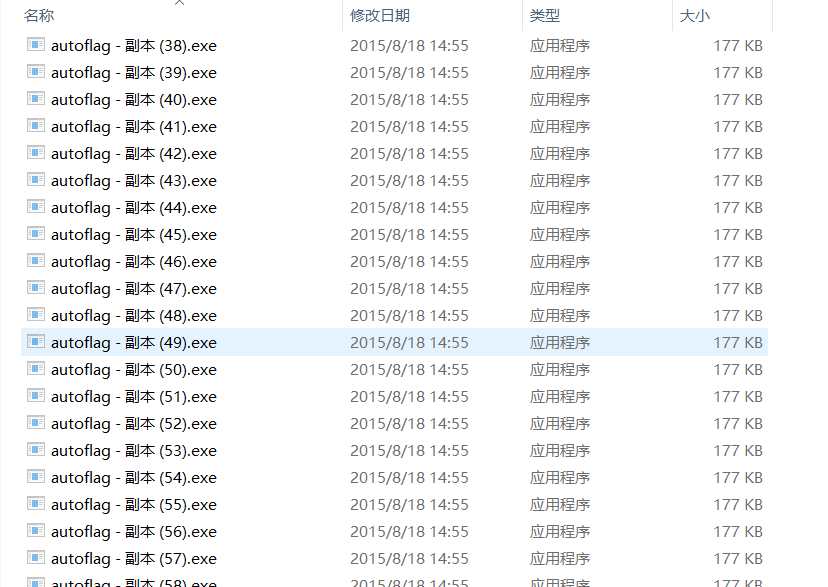 名称 修改日期 类型 大小
autoflag - 副本 (38).exe 2015/8/18 14:55 应用程序 177 KB
autoflag - 副本 (39).exe 2015/8/18 14:55 应用程序 177 KB
autoflag - 副本 (40).exe 2015/8/18 14:55 应用程序 177 KB
autoflag - 副本 (41).exe 2015/8/18 14:55 应用程序 177 KB
autoflag - 副本 (42).exe 2015/8/18 14:55 应用程序 177 KB
autoflag - 副本 (43).exe 2015/8/18 14:55 应用程序 177 KB
autoflag - 副本 (44).exe 2015/8/18 14:55 应用程序 177 KB
autoflag - 副本 (45).exe 2015/8/18 14:55 应用程序 177 KB
autoflag - 副本 (46).exe 2015/8/18 14:55 应用程序 177 KB
autoflag - 副本 (47).exe 2015/8/18 14:55 应用程序 177 KB
autoflag - 副本 (48).exe 2015/8/18 14:55 应用程序 177 KB
autoflag - 副本 (49).exe 2015/8/18 14:55 应用程序 177 KB
autoflag - 副本 (50).exe 2015/8/18 14:55 应用程序 177 KB
autoflag - 副本 (51).exe 2015/8/18 14:55 应用程序 177 KB
autoflag - 副本 (52).exe 2015/8/18 14:55 应用程序 177 KB
autoflag - 副本 (53).exe 2015/8/18 14:55 应用程序 177 KB
autoflag - 副本 (54).exe 2015/8/18 14:55 应用程序 177 KB
autoflag - 副本 (55).exe 2015/8/18 14:55 应用程序 177 KB
autoflag - 副本 (56).exe 2015/8/18 14:55 应用程序 177 KB
autoflag - 副本 (57).exe 2015/8/18 14:55 应用程序 177 KB
autoflag - 副本 (58).exe 2015/8/18 14:55 应用程序 177 KB